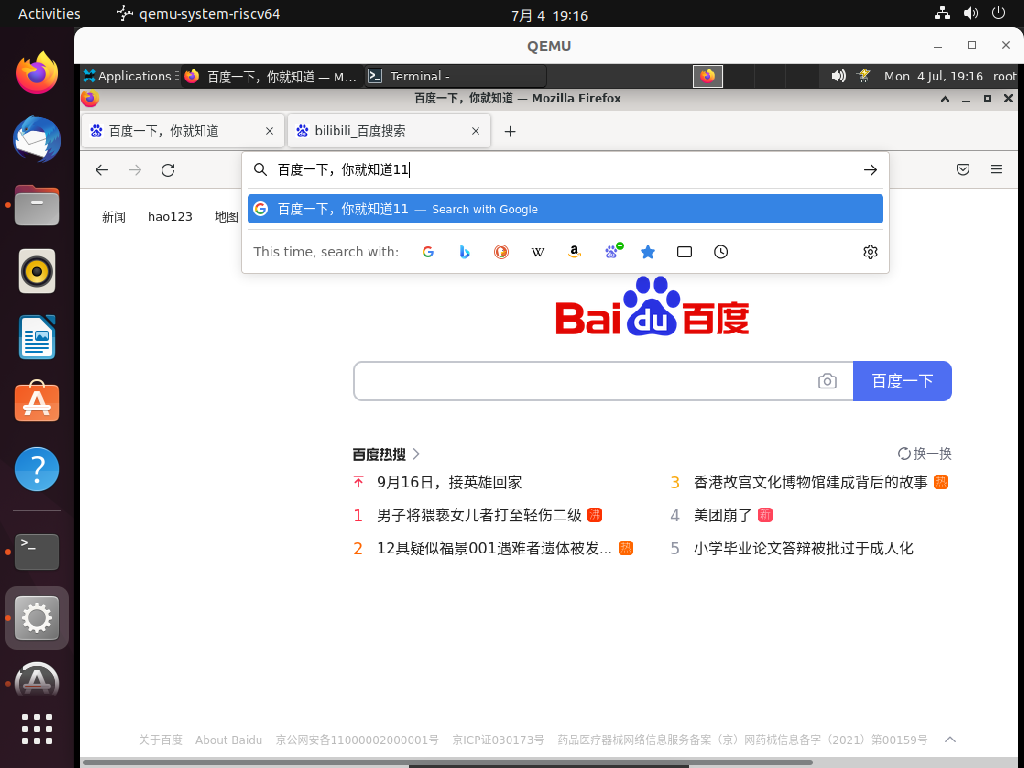 Activities qemu-system-riscv64 7月 4 19:16
QEMU
Applications 百度一下，你就知道 — M... Terminal - Mon 4 Jul, 19:16 root
百度一下，你就知道 — Mozilla Firefox
百度一下，你就知道 bilibili_百度搜索
百度一下，你就知道11
百度一下，你就知道11 — Search with Google
新闻 hao123 地图
This time, search with:
Bai du 百度
百度一下
百度热搜 换一换
9月16日，接英雄回家
3 香港故宫文化博物馆建成背后的故事 热
1 男子将猥亵女儿者打至轻伤二级 沸
4 美团崩了 新
2 12具疑似福景001遇难者遗体被发... 热
5 小学毕业论文答辩被批过于成人化
关于百度 About Baidu 京公网安备11000002000001号 京ICP证030173号 药品医疗器械网络信息服务备案（京）网药械信息备字（2021）第00159号